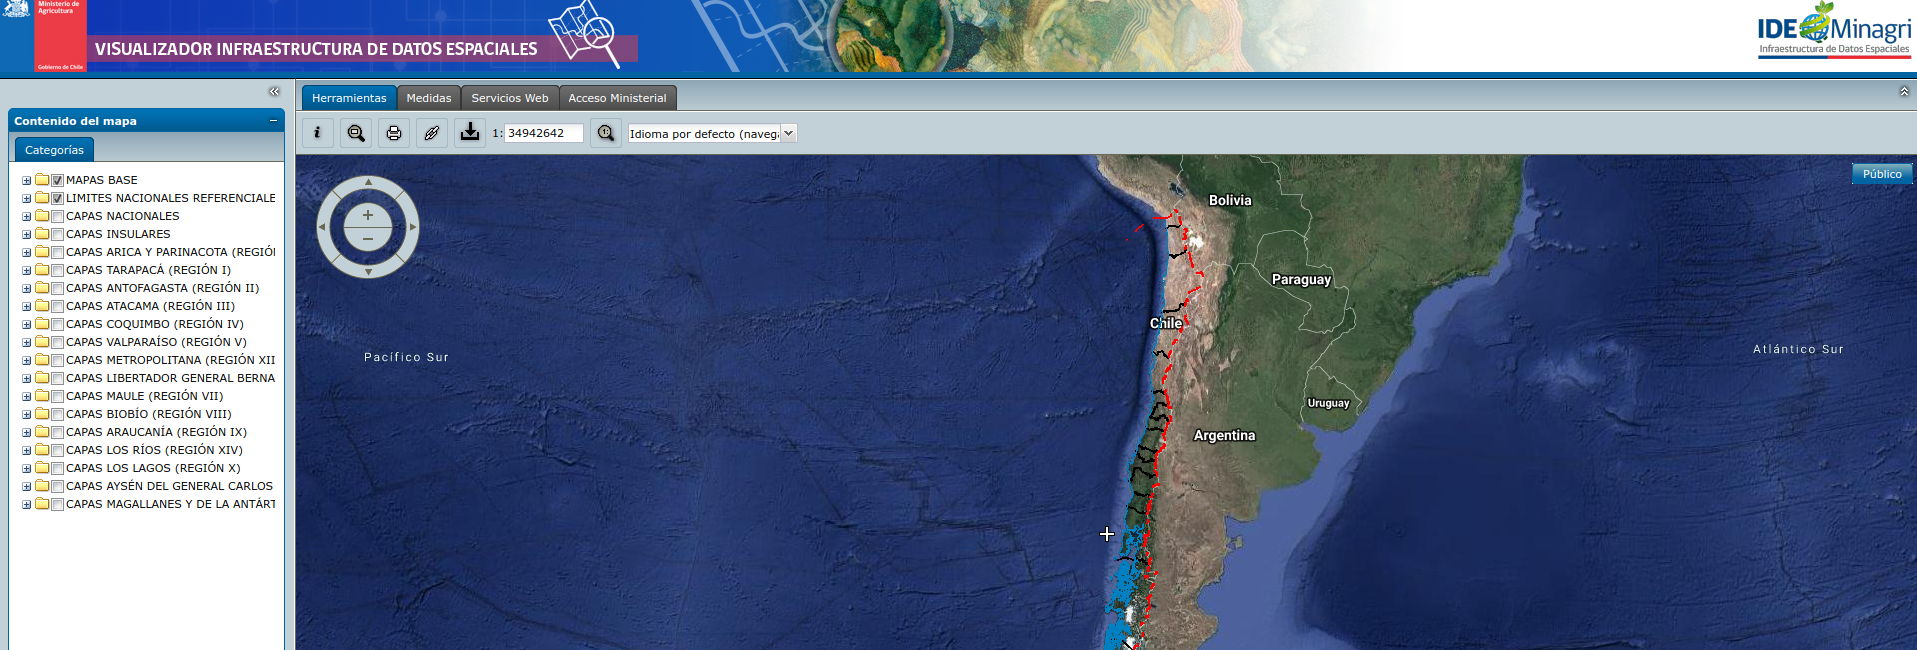 Ministerio de
Agricultura
Gobierno de Chile
VISUALIZADOR INFRAESTRUCTURA DE DATOS ESPACIALES
IDE Minagri
Infraestructura de Datos Espaciales
Herramientas
Medidas
Servicios Web
Acceso Ministerial
1:
34942642
Idioma por defecto (naveg
Contenido del mapa
Categorías
MAPAS BASE
LIMITES NACIONALES REFERENCIALE
CAPAS NACIONALES
CAPAS INSULARES
CAPAS ARICA Y PARINACOTA (REGIÓ
CAPAS TARAPACÁ (REGIÓN I)
CAPAS ANTOFAGASTA (REGIÓN II)
CAPAS ATACAMA (REGIÓN III)
CAPAS COQUIMBO (REGIÓN IV)
CAPAS VALPARAÍSO (REGIÓN V)
CAPAS METROPOLITANA (REGIÓN XII
CAPAS LIBERTADOR GENERAL BERNA
CAPAS MAULE (REGIÓN VII)
CAPAS BIOBÍO (REGIÓN VIII)
CAPAS ARAUCANÍA (REGIÓN IX)
CAPAS LOS RÍOS (REGIÓN XIV)
CAPAS LOS LAGOS (REGIÓN X)
CAPAS AYSÉN DEL GENERAL CARLOS
CAPAS MAGALLANES Y DE LA ANTÁRT
Público
Bolivia
Paraguay
Chile
Pacífico Sur
Atlántico Sur
Uruguay
Argentina